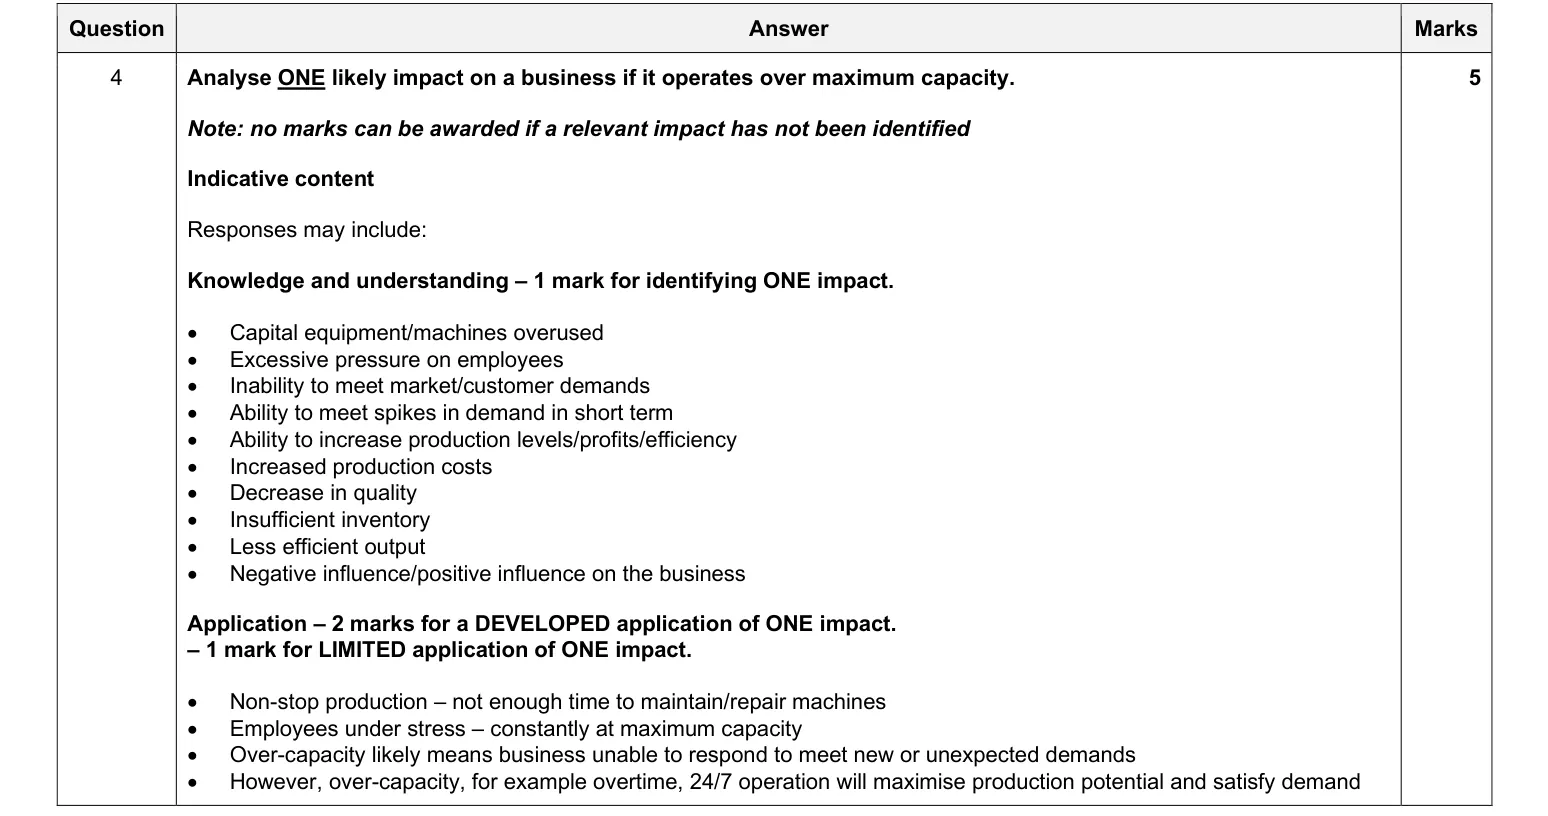 Question Answer Marks
4 Analyse ONE likely impact on a business if it operates over maximum capacity. 5
Note: no marks can be awarded if a relevant impact has not been identified
Indicative content
Responses may include:
Knowledge and understanding – 1 mark for identifying ONE impact.
• Capital equipment/machines overused
• Excessive pressure on employees
• Inability to meet market/customer demands
• Ability to meet spikes in demand in short term
• Ability to increase production levels/profits/efficiency
• Increased production costs
• Decrease in quality
• Insufficient inventory
• Less efficient output
• Negative influence/positive influence on the business
Application – 2 marks for a DEVELOPED application of ONE impact.
– 1 mark for LIMITED application of ONE impact.
• Non-stop production – not enough time to maintain/repair machines
• Employees under stress – constantly at maximum capacity
• Over-capacity likely means business unable to respond to meet new or unexpected demands
• However, over-capacity, for example overtime, 24/7 operation will maximise production potential and satisfy demand